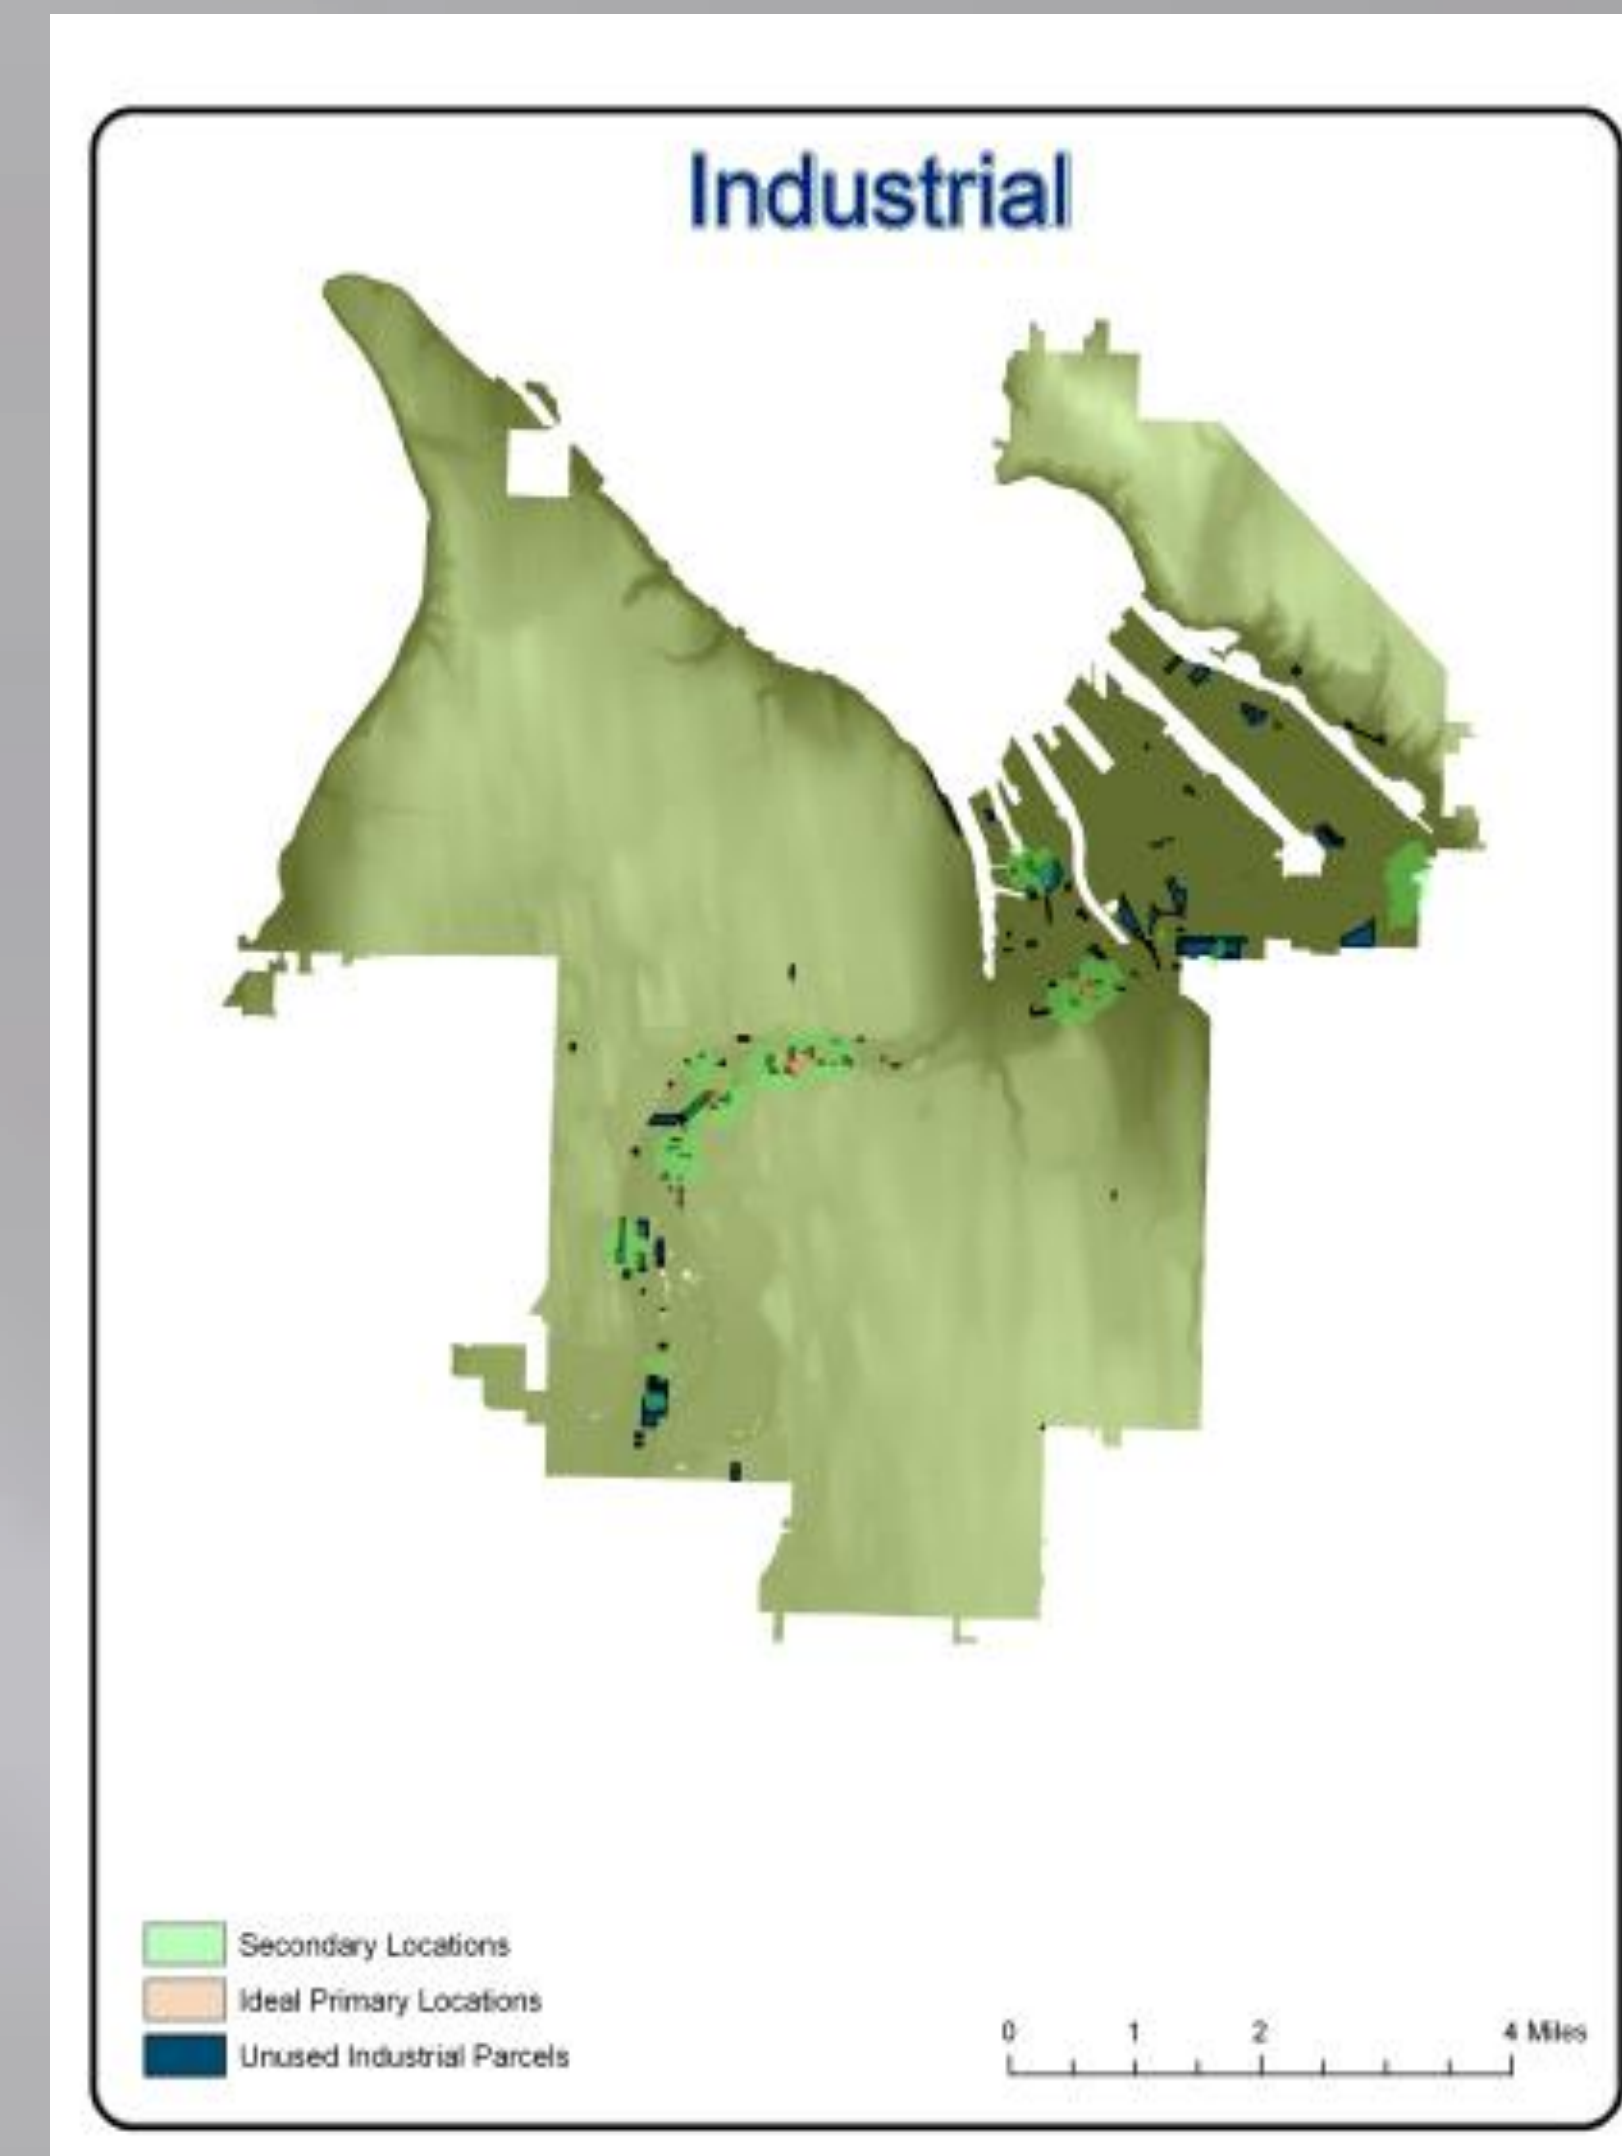 Industrial
Secondary Locations
Ideal Primary Locations
Unused Industrial Parcels
0 1 2 4 Miles